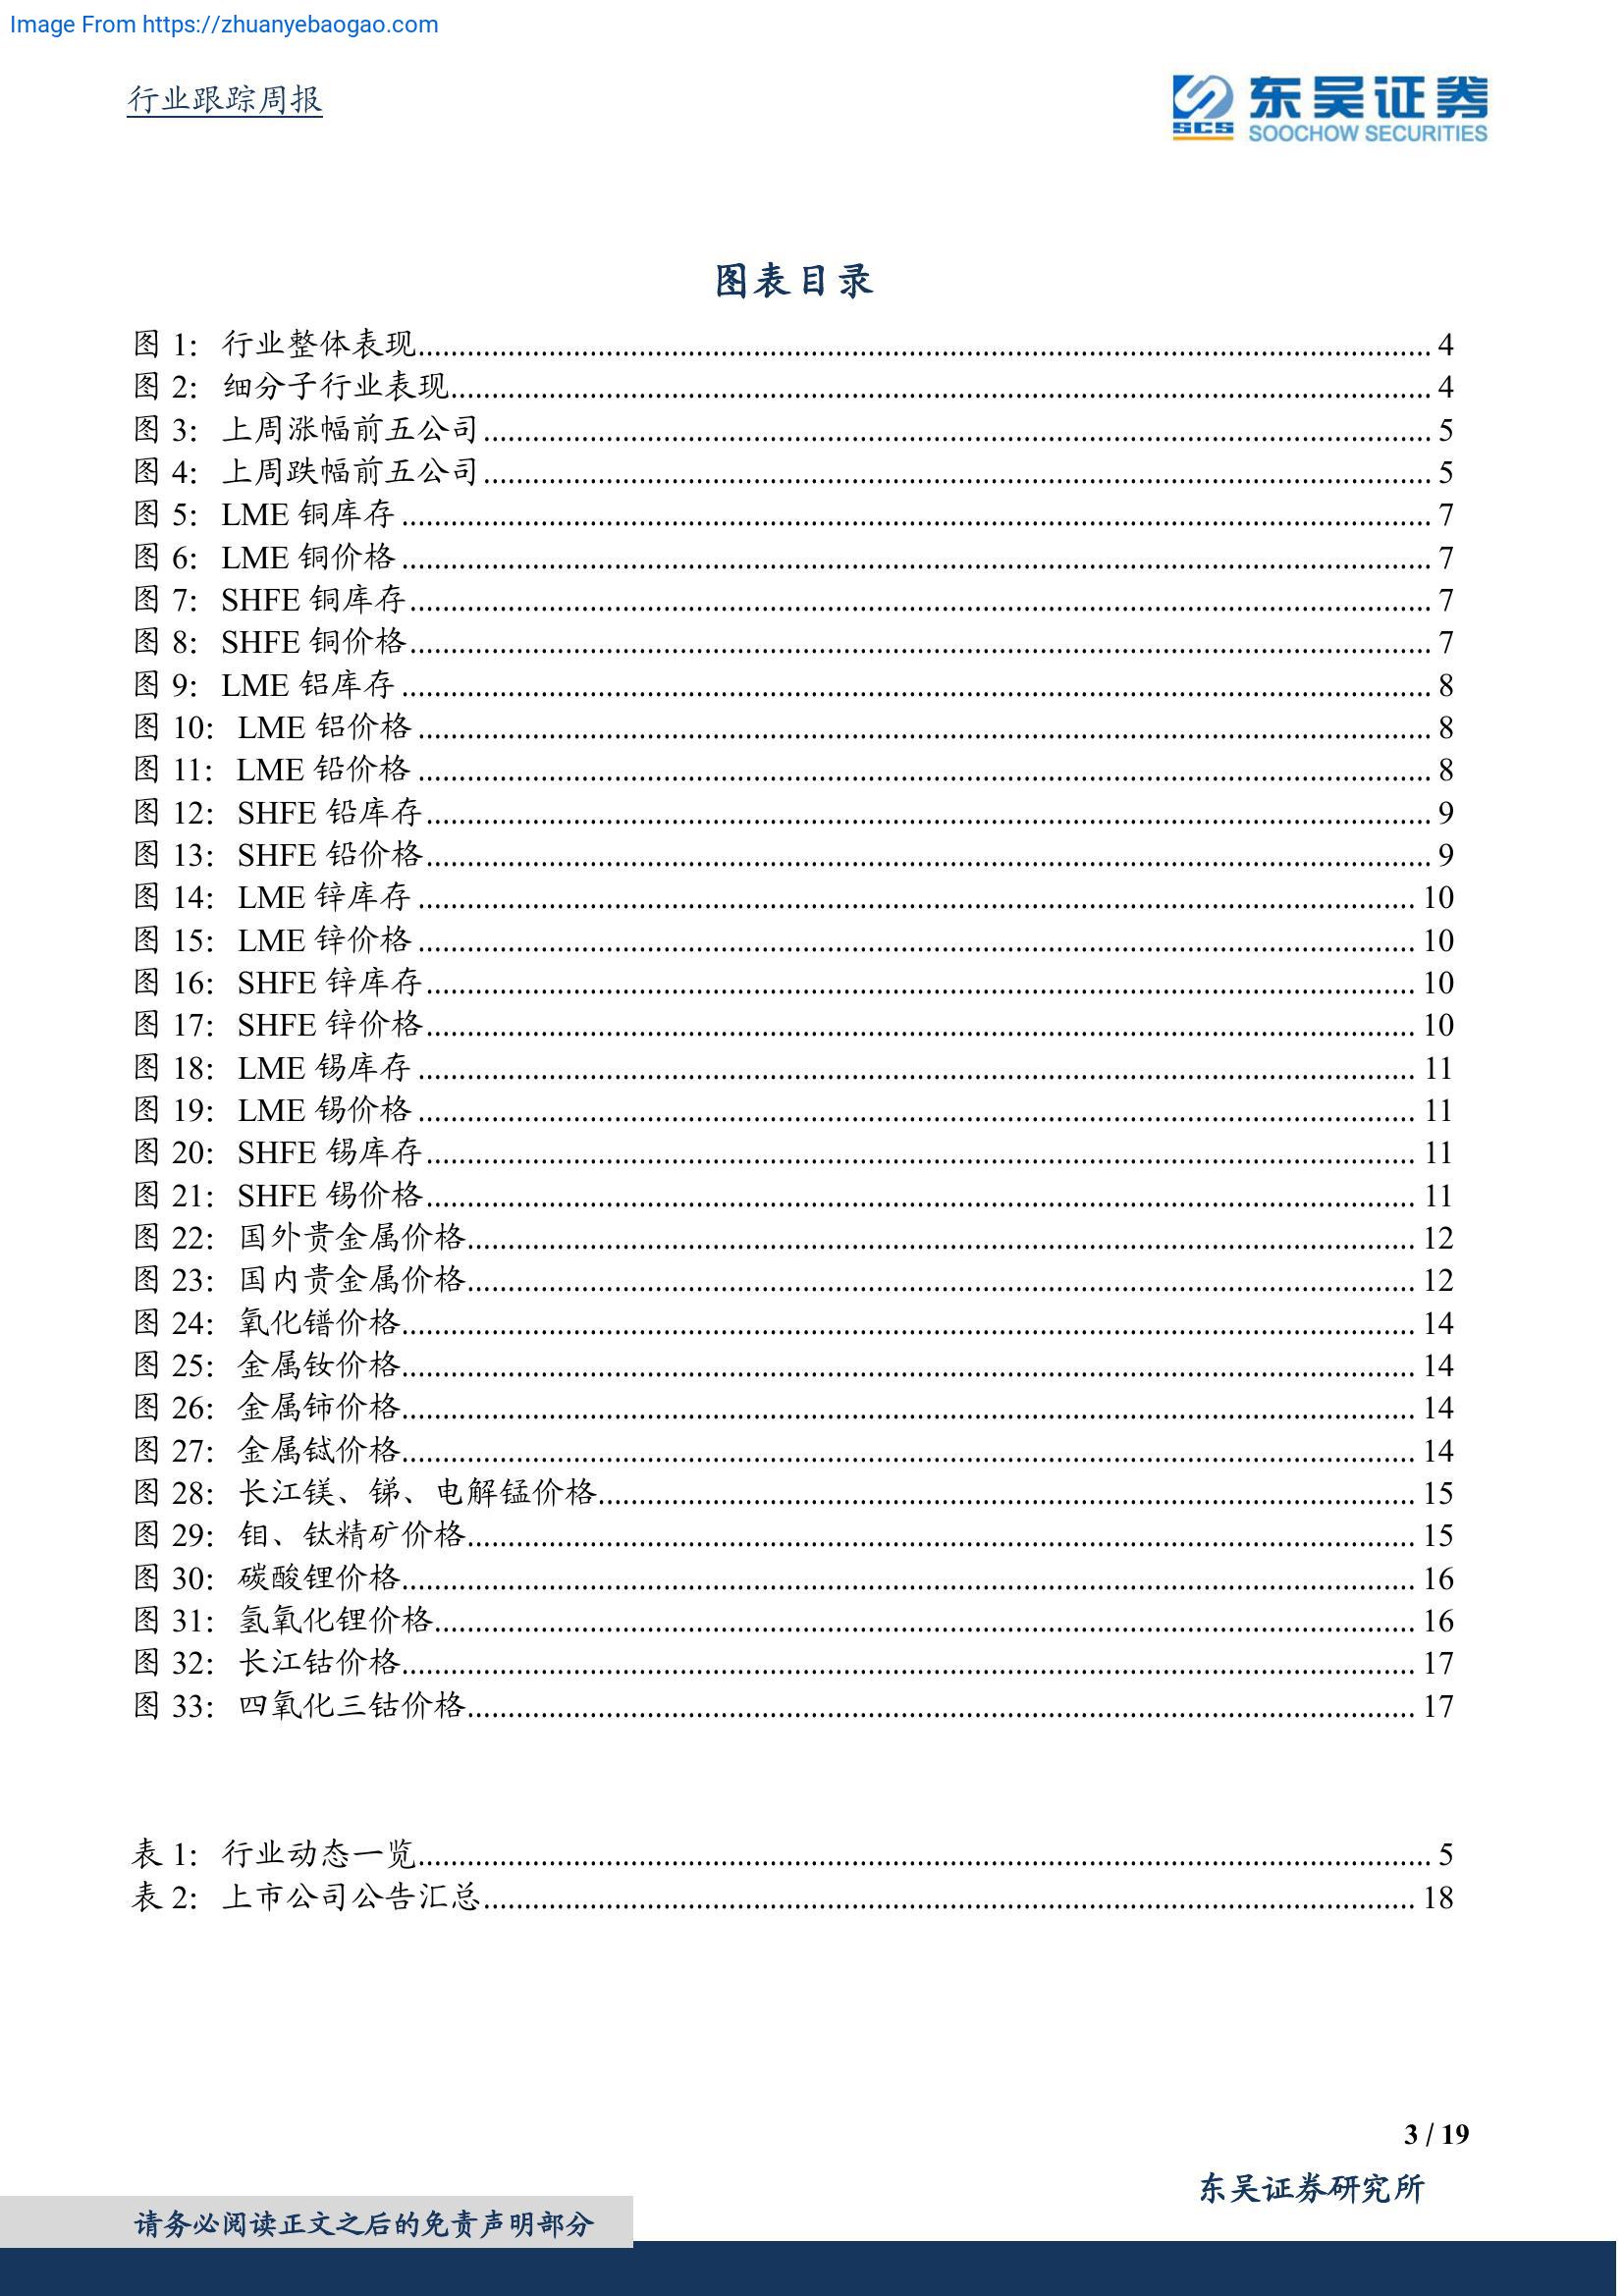 Image From https://zhuanyebaogao.com
行业跟踪周报
SCS 东吴证券
SOOCHOW SECURITIES
图表目录
图 1： 行业整体表现 4
图 2： 细分子行业表现 4
图 3： 上周涨幅前五公司 5
图 4： 上周跌幅前五公司 5
图 5： LME 铜库存 7
图 6： LME 铜价格 7
图 7： SHFE 铜库存 7
图 8： SHFE 铜价格 7
图 9： LME 铝库存 8
图 10： LME 铝价格 8
图 11： LME 铅价格 8
图 12： SHFE 铅库存 9
图 13： SHFE 铅价格 9
图 14： LME 锌库存 10
图 15： LME 锌价格 10
图 16： SHFE 锌库存 10
图 17： SHFE 锌价格 10
图 18： LME 锡库存 11
图 19： LME 锡价格 11
图 20： SHFE 锡库存 11
图 21： SHFE 锡价格 11
图 22： 国外贵金属价格 12
图 23： 国内贵金属价格 12
图 24： 氧化镨价格 14
图 25： 金属钕价格 14
图 26： 金属铈价格 14
图 27： 金属铽价格 14
图 28： 长江镁、锑、电解锰价格 15
图 29： 钼、钛精矿价格 15
图 30： 碳酸锂价格 16
图 31： 氢氧化锂价格 16
图 32： 长江钴价格 17
图 33： 四氧化三钴价格 17
表 1： 行业动态一览 5
表 2： 上市公司公告汇总 18
3 / 19
东吴证券研究所
请务必阅读正文之后的免责声明部分